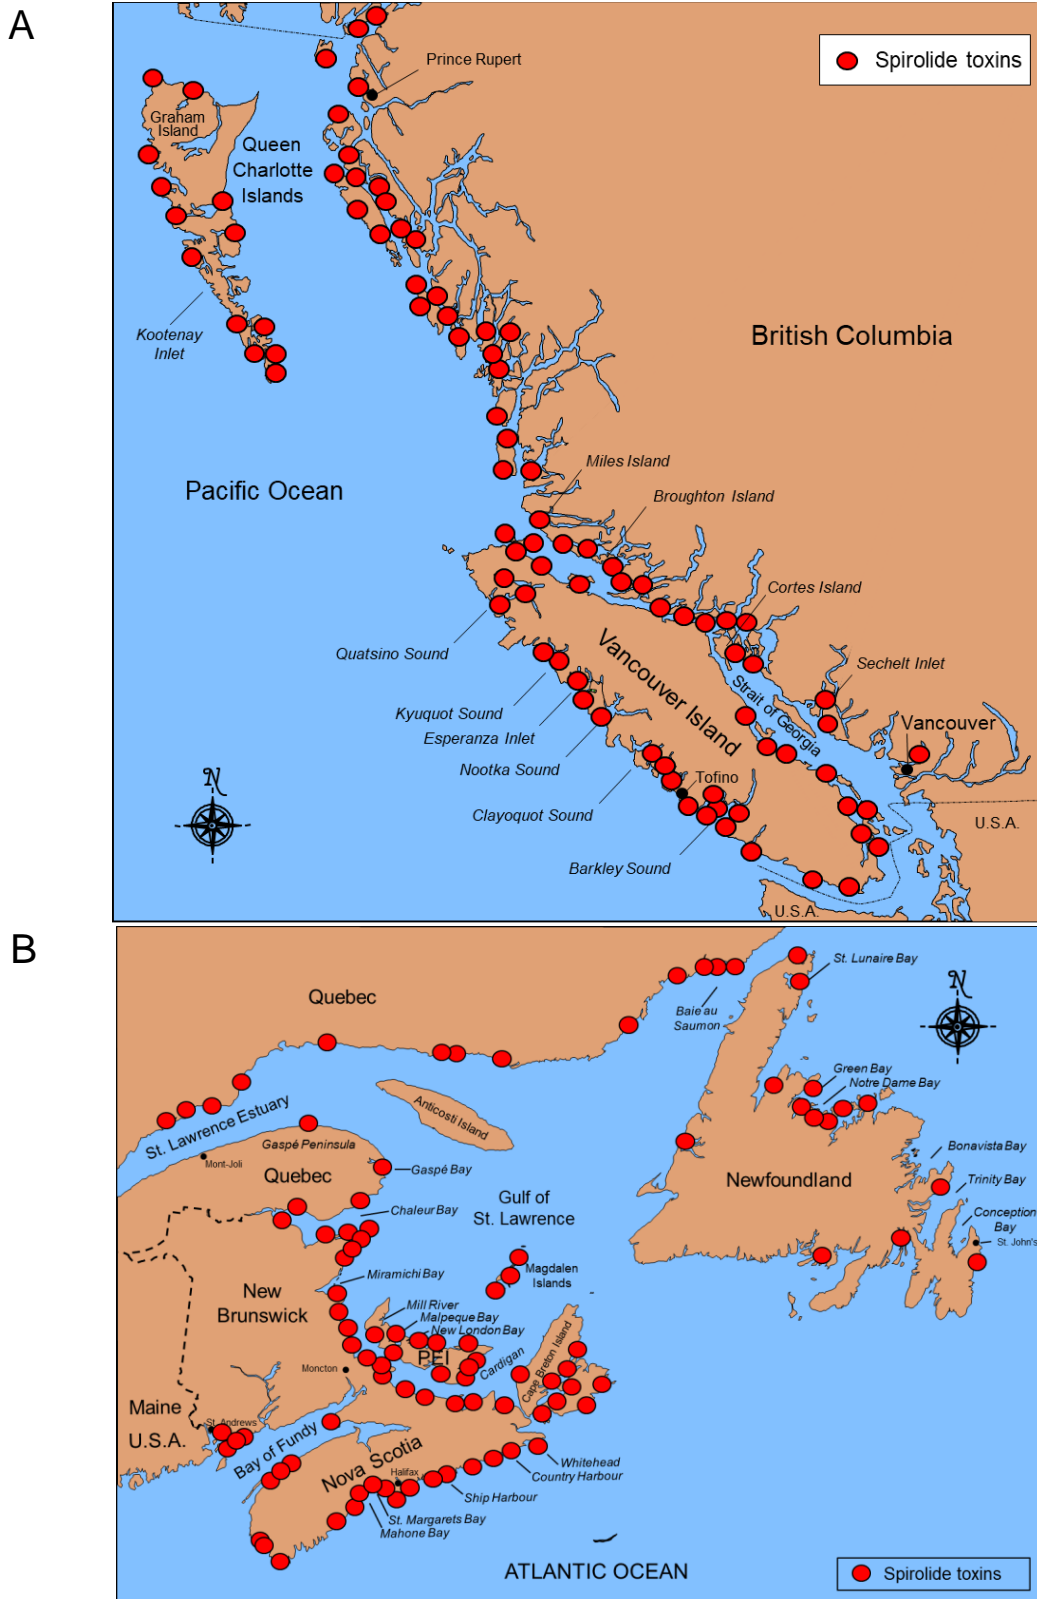 A
N
Spirolide toxins
Prince Rupert
Graham
Island
Queen
Charlotte
Islands
Kootenay
Inlet
British Columbia
Pacific Ocean
Miles Island
Broughton Island
Cortes Island
Quatsino Sound
Vancouver Island
Strait of Georgia
Sechelt Inlet
Kyuquot Sound
Esperanza Inlet
Vancouver
Nootka Sound
Tofino
Clayoquot Sound
U.S.A.
Barkley Sound
U.S.A.
B
N
Quebec
Baie au
Saumon
St. Lunaire Bay
Green Bay
Notre Dame Bay
St. Lawrence Estuary
Anticosti Island
Gaspé Peninsula
Mont-Joli
Quebec
Gaspé Bay
Newfoundland
Bonavista Bay
Trinity Bay
Gulf of
St. Lawrence
Chaleur Bay
Conception
Bay
St. John's
Magdalen
Islands
Miramichi Bay
New
Brunswick
Mill River
Malpeque Bay
New London Bay
PEI
Cardigan
Cape Breton Island
Moncton
Maine
U.S.A.
St. Andrews
Bay of Fundy
Nova Scotia
Halifax
Whitehead
Country Harbour
Ship Harbour
St. Margarets Bay
Mahone Bay
ATLANTIC OCEAN
Spirolide toxins